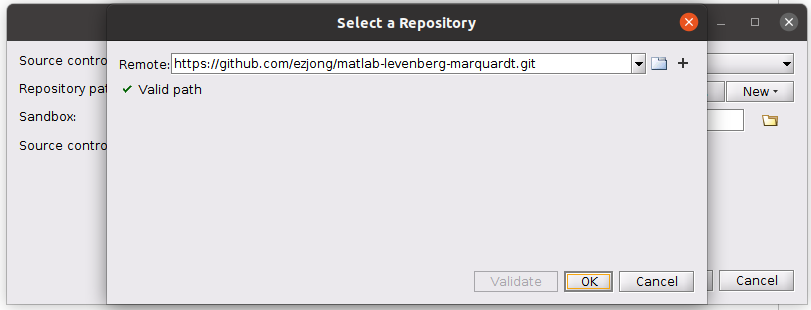 Select a Repository
Source contro
Remote: https://github.com/ezjong/matlab-levenberg-marquardt.git
Repository pat
Valid path
New
Sandbox:
Source contro
Validate
OK
Cancel
Cancel